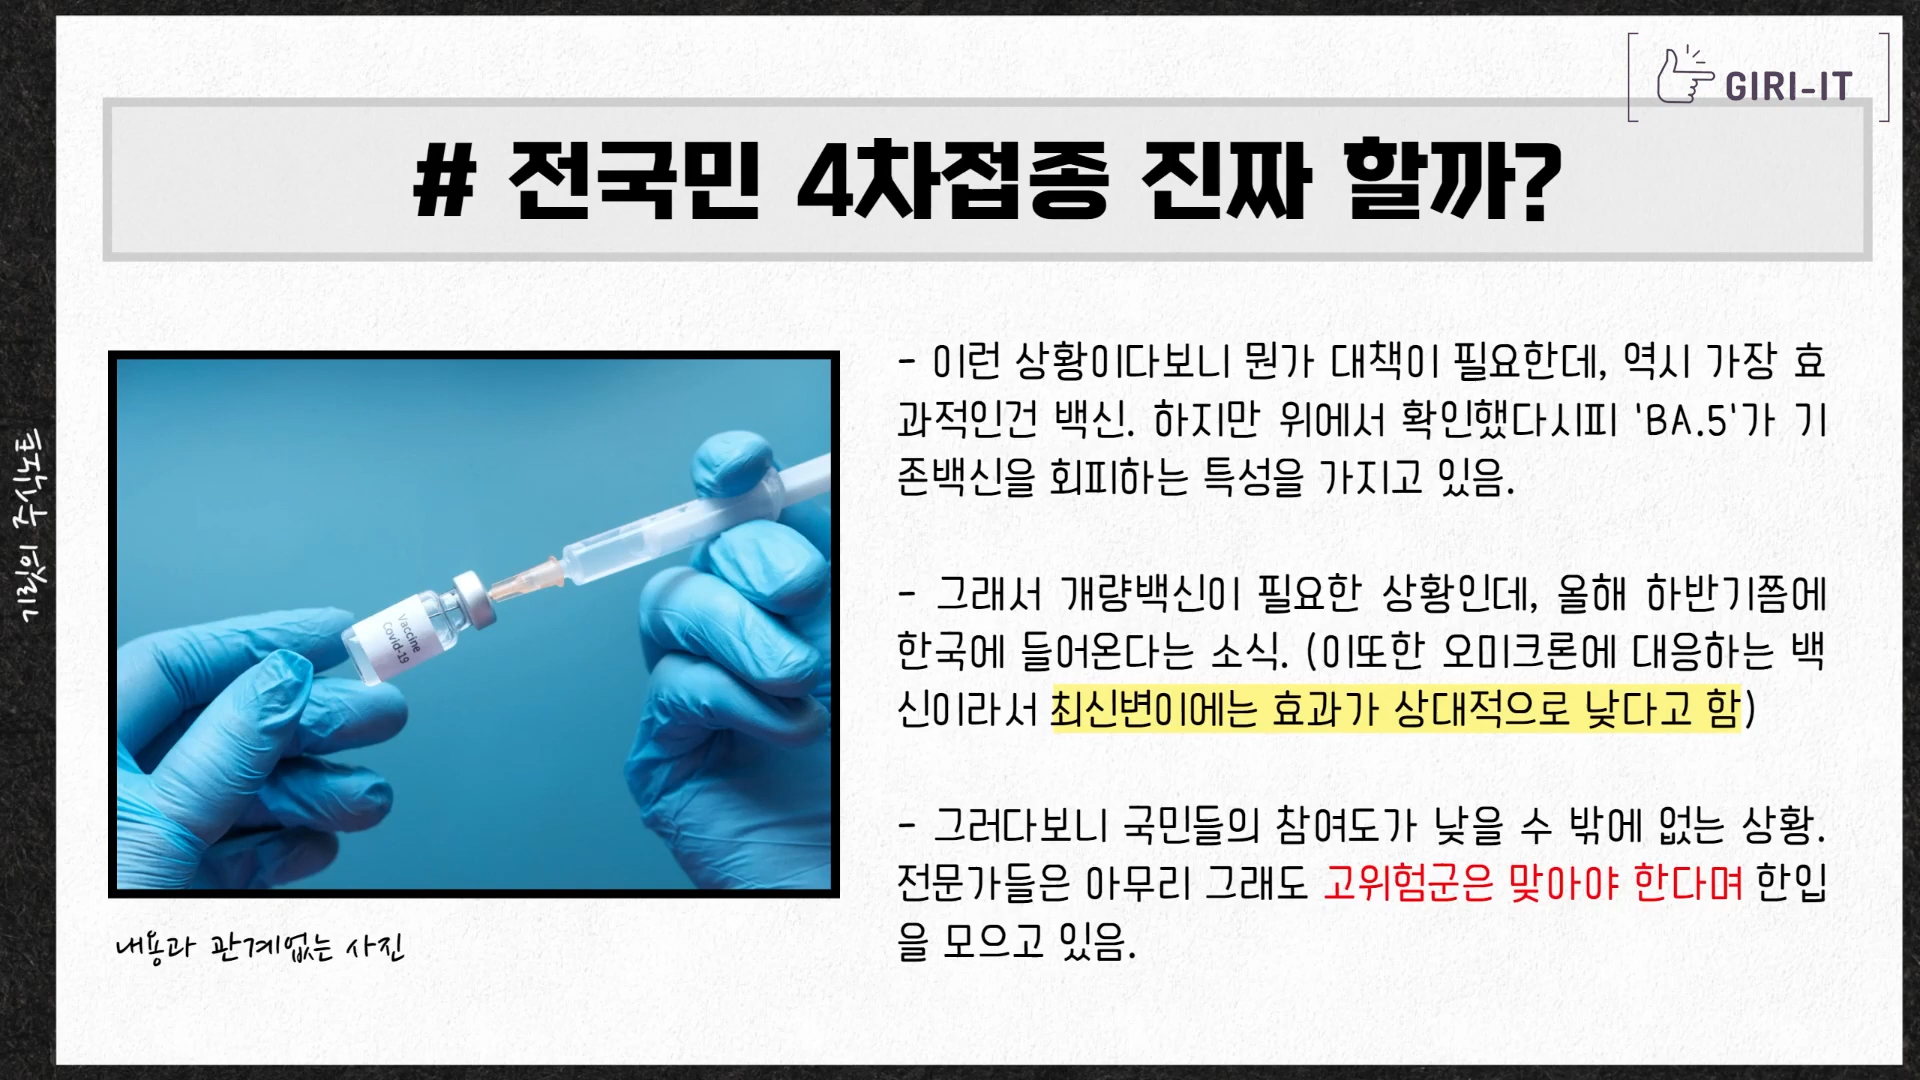 GIRI-IT
# 전국민 4차접종 진짜 할까?
- 이런 상황이다보니 뭔가 대책이 필요한데, 역시 가장 효
과적인건 백신. 하지만 위에서 확인했다시피 'BA.5'가 기
존백신을 회피하는 특성을 가지고 있음.
- 그래서 개량백신이 필요한 상황인데, 올해 하반기쯤에
한국에 들어온다는 소식. (이또한 오미크론에 대응하는 백
신이라서 최신변이에는 효과가 상대적으로 낮다고 함)
- 그러다보니 국민들의 참여도가 낮을 수 밖에 없는 상황.
전문가들은 아무리 그래도 고위험군은 맞아야 한다며 한입
을 모으고 있음.
Vaccine
Covid-19
내용과 관계없는 사진
기릿의 주식노트